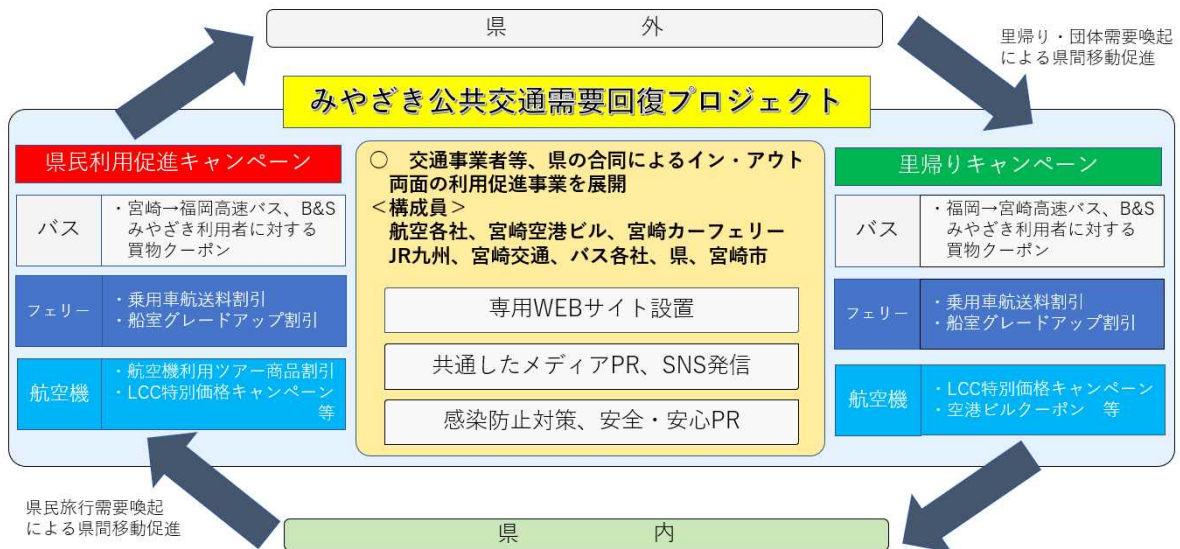 県　外
里帰り・団体需要喚起
による県間移動促進
みやざき公共交通需要回復プロジェクト
県民利用促進キャンペーン
バス
・宮崎→福岡高速バス、B&S
みやざき利用者に対する
買物クーポン
フェリー
・乗用車航送料割引
・船室グレードアップ割引
航空機
・航空機利用ツアー商品割引
・LCC特別価格キャンペーン
等
○　交通事業者等、県の合同によるイン・アウト
両面の利用促進事業を展開
＜構成員＞
航空各社、宮崎空港ビル、宮崎カーフェリー
JR九州、宮崎交通、バス各社、県、宮崎市
専用WEBサイト設置
共通したメディアPR、SNS発信
感染防止対策、安全・安心PR
里帰りキャンペーン
バス
・福岡→宮崎高速バス、B&S
みやざき利用者に対する
買物クーポン
フェリー
・乗用車航送料割引
・船室グレードアップ割引
航空機
・LCC特別価格キャンペーン
・空港ビルクーポン　等
県民旅行需要喚起
による県間移動促進
県　内